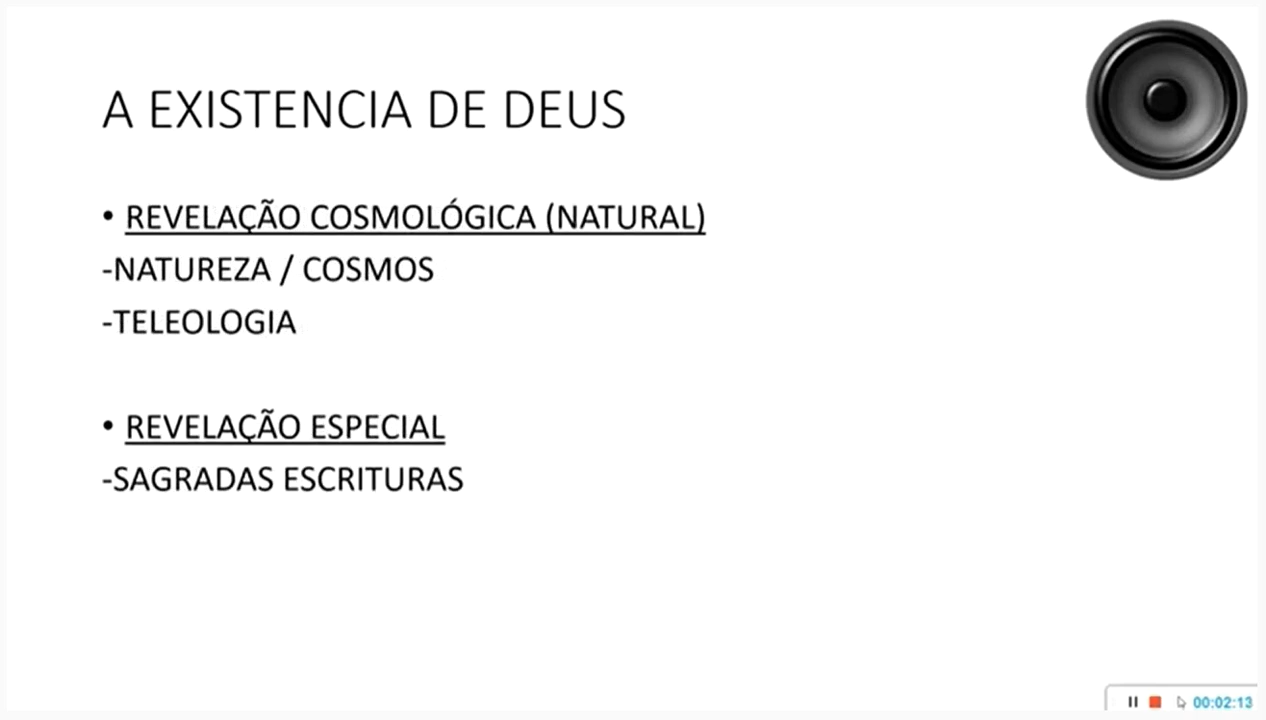 A EXISTENCIA DE DEUS
• REVELAÇÃO COSMOLÓGICA (NATURAL)
-NATUREZA / COSMOS
-TELEOLOGIA
• REVELAÇÃO ESPECIAL
-SAGRADAS ESCRITURAS
00:02:13